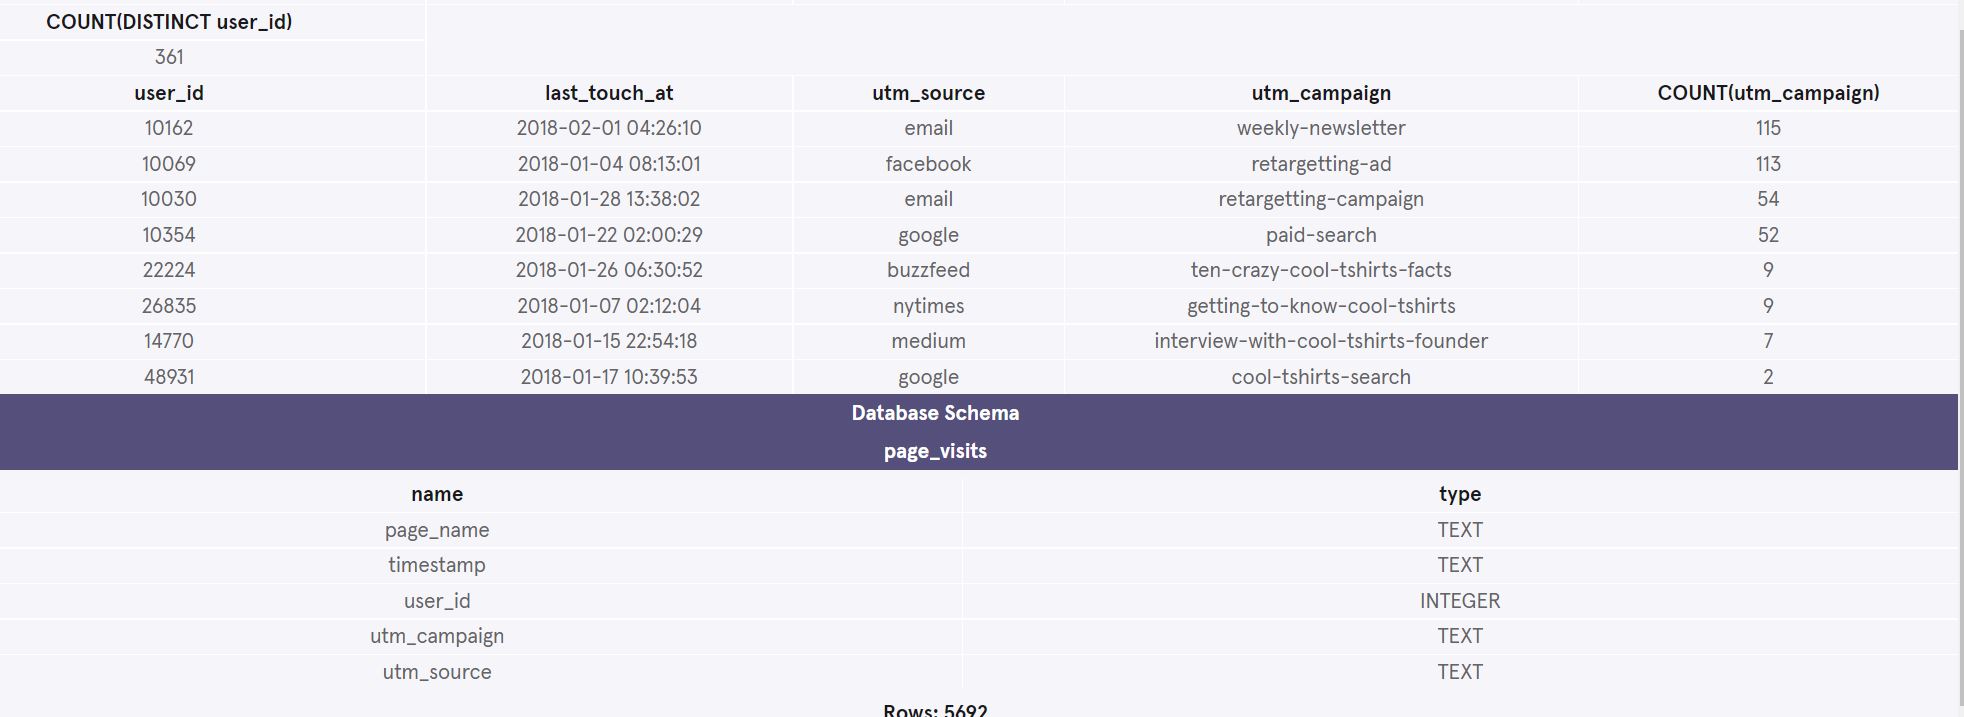 COUNT(DISTINCT user_id)
361
user_id last_touch_at utm_source utm_campaign COUNT(utm_campaign)
10162 2018-02-01 04:26:10 email weekly-newsletter 115
10069 2018-01-04 08:13:01 facebook retargetting-ad 113
10030 2018-01-28 13:38:02 email retargetting-campaign 54
10354 2018-01-22 02:00:29 google paid-search 52
22224 2018-01-26 06:30:52 buzzfeed ten-crazy-cool-tshirts-facts 9
26835 2018-01-07 02:12:04 nytimes getting-to-know-cool-tshirts 9
14770 2018-01-15 22:54:18 medium interview-with-cool-tshirts-founder 7
48931 2018-01-17 10:39:53 google cool-tshirts-search 2
Database Schema
page_visits
name type
page_name TEXT
timestamp TEXT
user_id INTEGER
utm_campaign TEXT
utm_source TEXT
Rows: 5692